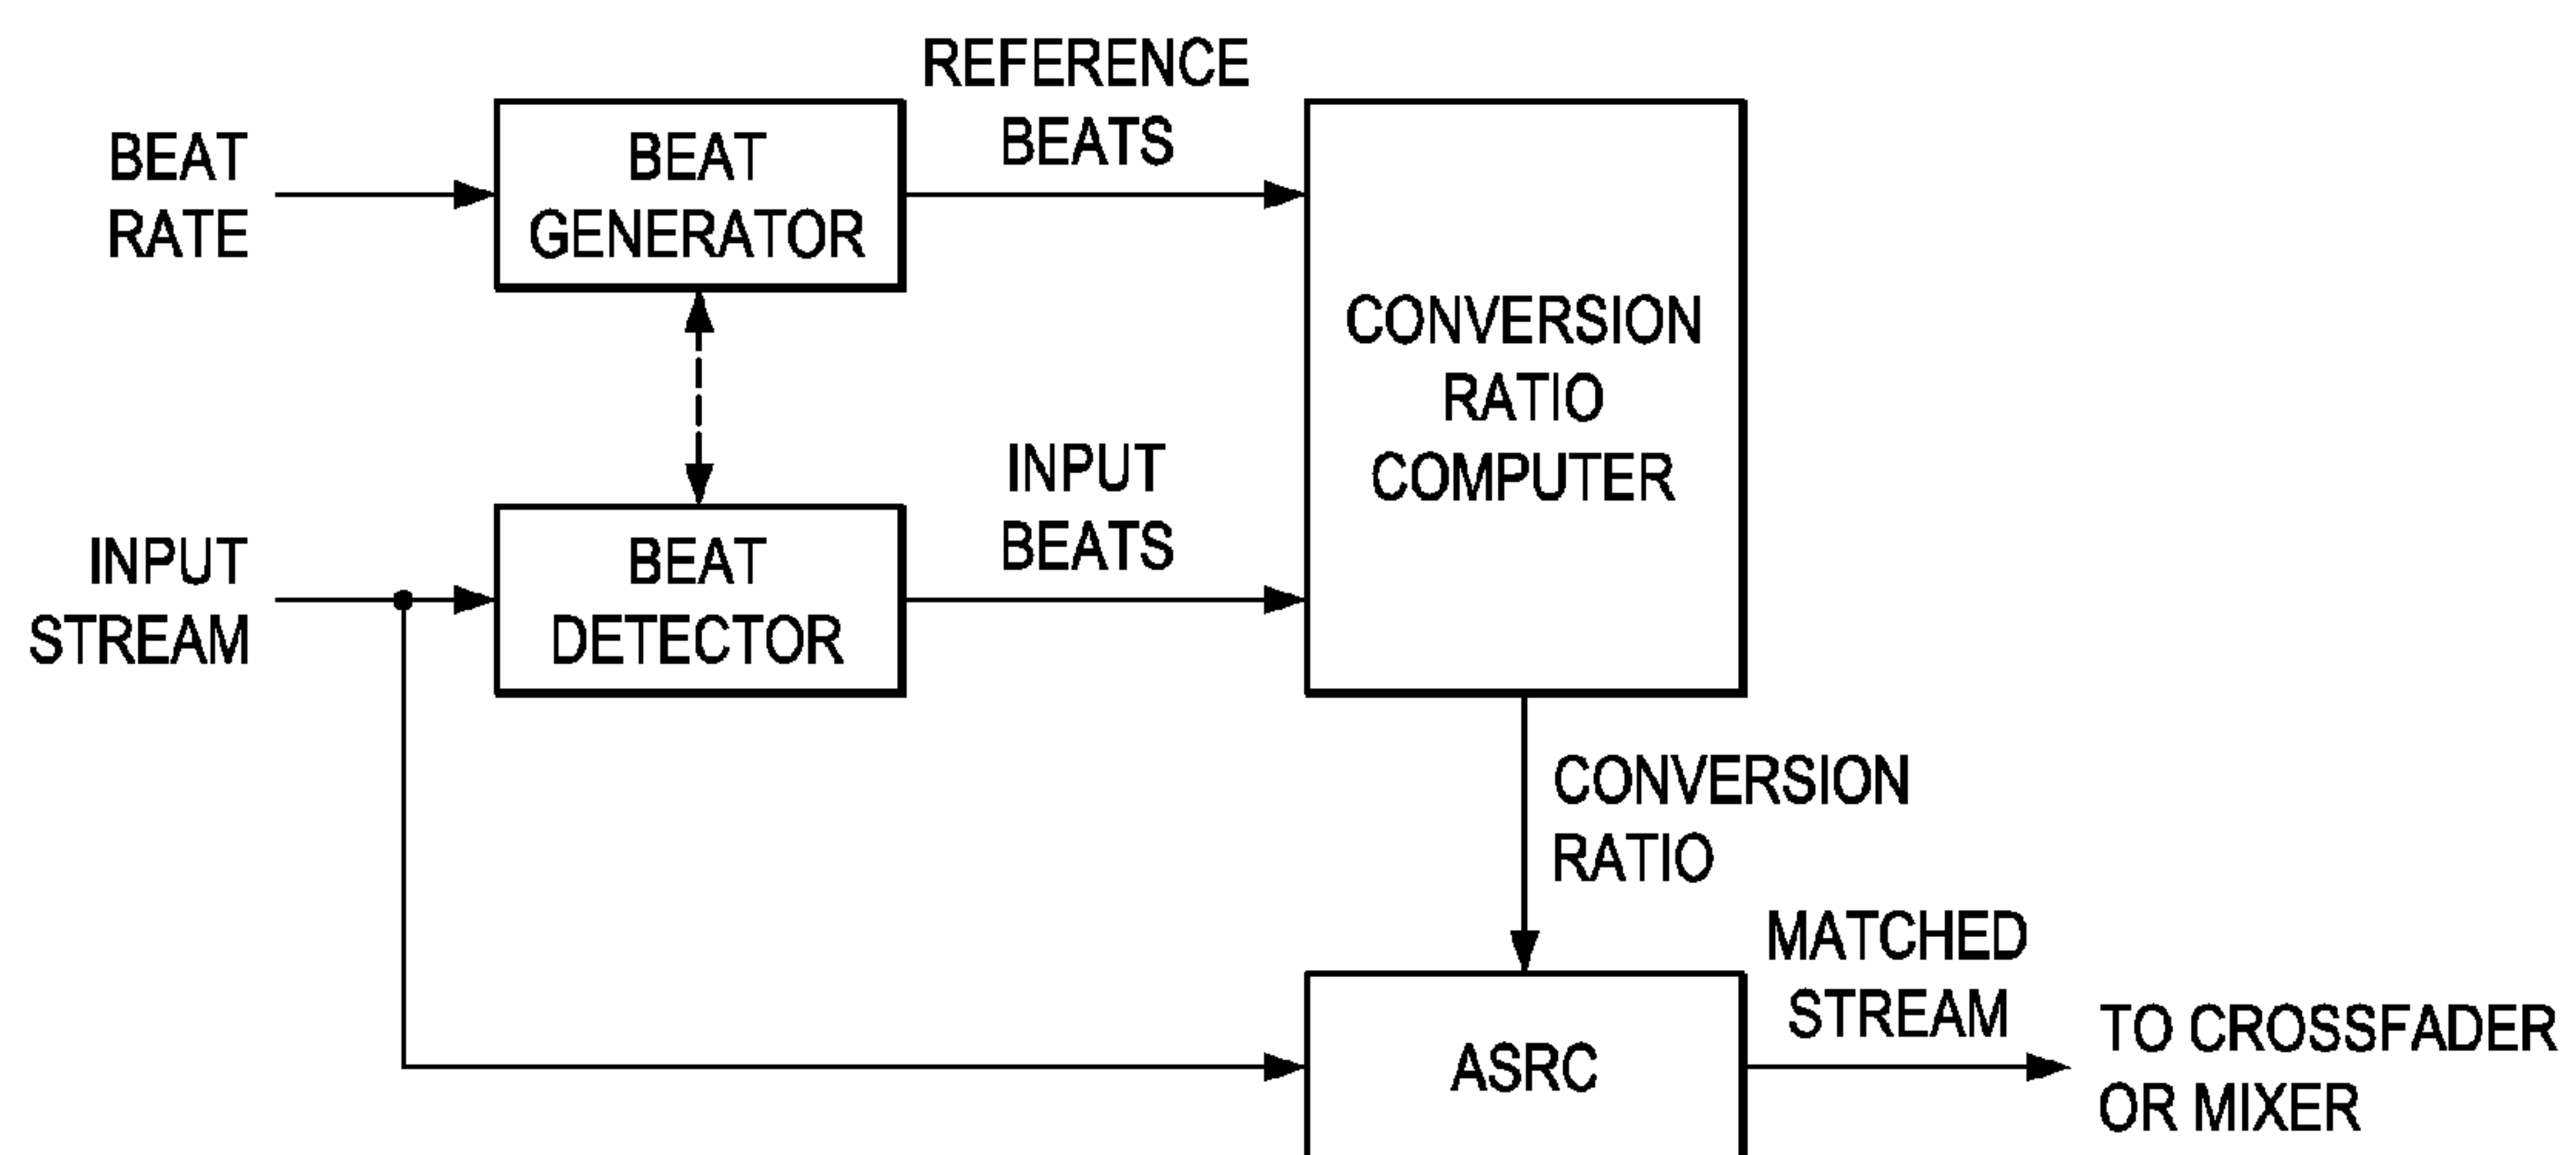 REFERENCE
BEATS
BEAT
RATE
BEAT
GENERATOR
CONVERSION
RATIO
COMPUTER
INPUT
BEATS
INPUT
STREAM
BEAT
DETECTOR
CONVERSION
RATIO
MATCHED
STREAM
ASRC
TO CROSSFADER
OR MIXER